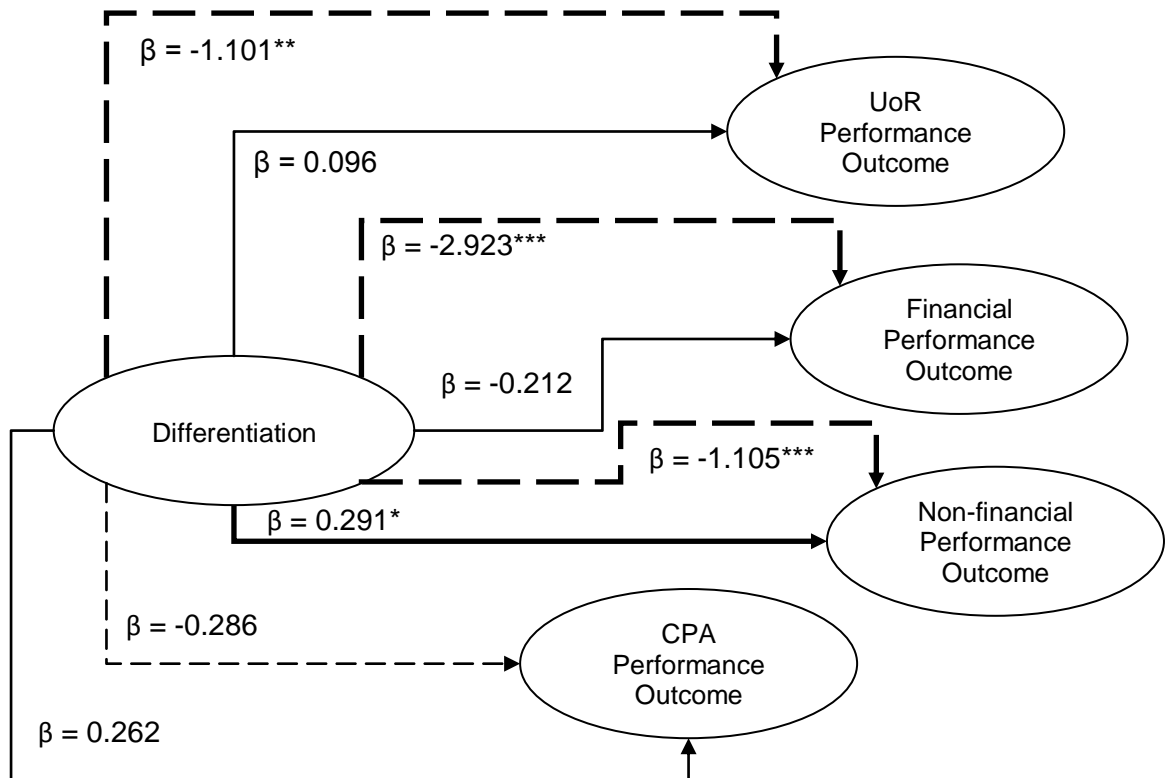 β = -1.101**
UoR
Performance
Outcome
β = 0.096
β = -2.923***
Financial
Performance
Outcome
β = -0.212
Differentiation
β = -1.105***
Non-financial
Performance
Outcome
β = 0.291*
β = -0.286
CPA
Performance
Outcome
β = 0.262